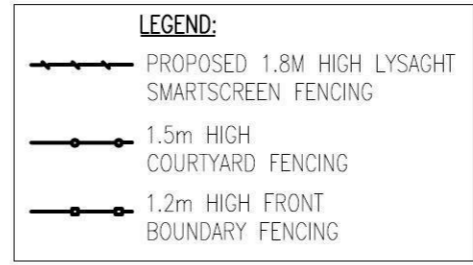 LEGEND:
PROPOSED 1.8M HIGH LYSAGHT
SMARTSCREEN FENCING
1.5m HIGH
COURTYARD FENCING
1.2m HIGH FRONT
BOUNDARY FENCING